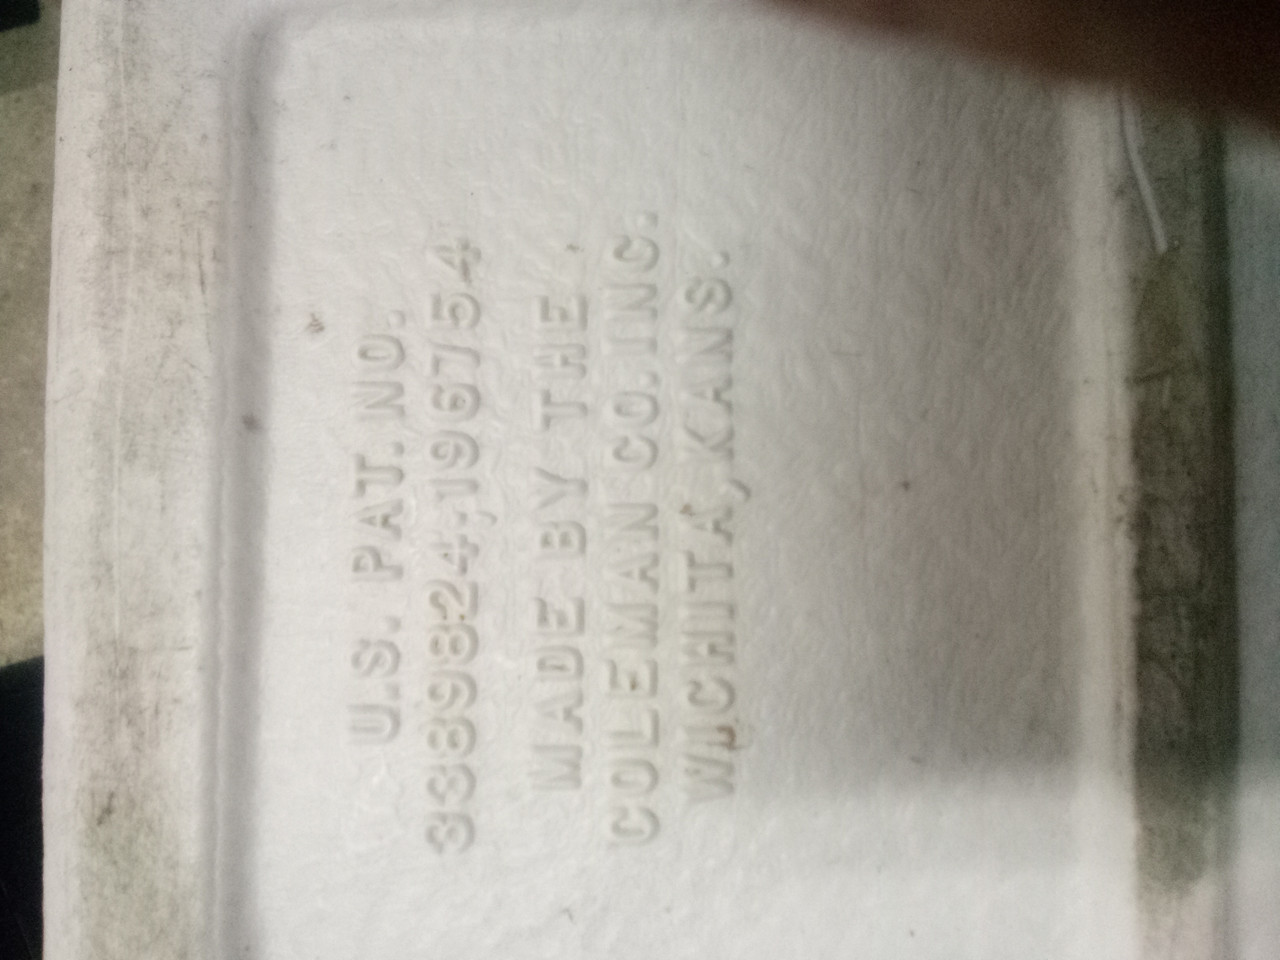 U.S. PAT. NO.
3389824;196754
MADE BY THE
COLEMAN CO. INC.
WICHITA, KANS.